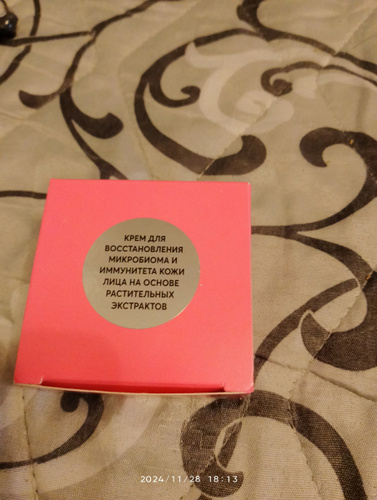 КРЕМ ДЛЯ
ВОССТАНОВЛЕНИЯ
МИКРОБИОМА И
ИММУНИТЕТА КОЖИ
ЛИЦА НА ОСНОВЕ
РАСТИТЕЛЬНЫХ
ЭКСТРАКТОВ
2024/11/28 18:13